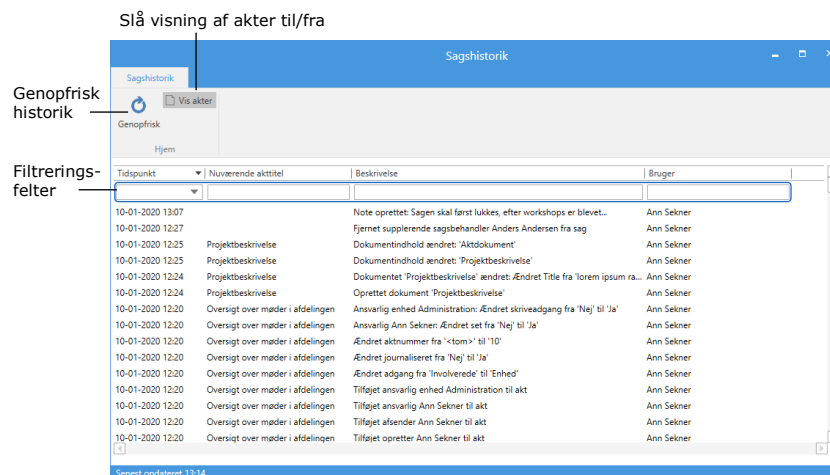 Slå visning af akter til/fra
Sagshistorik
Sagshistorik
Genopfrisk
historik
Vis akter
Genopfrisk
Hjem
Filtrerings-
felter
Tidspunkt Nuværende akttitel Beskrivelse Bruger
10-01-2020 13:07 Note oprettet: Sagen skal først lukkes, efter workshops er blevet... Ann Sekner
10-01-2020 12:27 Fjernet supplerende sagsbehandler Anders Andersen fra sag Ann Sekner
10-01-2020 12:25 Projektbeskrivelse Dokumentindhold ændret: 'Aktdokument' Ann Sekner
10-01-2020 12:25 Projektbeskrivelse Dokumentindhold ændret: 'Projektbeskrivelse' Ann Sekner
10-01-2020 12:24 Projektbeskrivelse Dokumentet 'Projektbeskrivelse' ændret: Ændret Title fra 'lorem ipsum ra... Ann Sekner
10-01-2020 12:24 Projektbeskrivelse Oprettet dokument 'Projektbeskrivelse' Ann Sekner
10-01-2020 12:20 Oversigt over møder i afdelingen Ansvarlig enhed Administration: Ændret skriveadgang fra 'Nej' til 'Ja' Ann Sekner
10-01-2020 12:20 Oversigt over møder i afdelingen Ansvarlig Ann Sekner: Ændret set fra 'Nej' til 'Ja' Ann Sekner
10-01-2020 12:20 Oversigt over møder i afdelingen Ændret aktnummer fra '<tom>' til '10' Ann Sekner
10-01-2020 12:20 Oversigt over møder i afdelingen Ændret journaliseret fra 'Nej' til 'Ja' Ann Sekner
10-01-2020 12:20 Oversigt over møder i afdelingen Ændret adgang fra 'Involverede' til 'Enhed' Ann Sekner
10-01-2020 12:20 Oversigt over møder i afdelingen Tilføjet ansvarlig enhed Administration til akt Ann Sekner
10-01-2020 12:20 Oversigt over møder i afdelingen Tilføjet ansvarlig Ann Sekner til akt Ann Sekner
10-01-2020 12:20 Oversigt over møder i afdelingen Tilføjet afsender Ann Sekner til akt Ann Sekner
10-01-2020 12:20 Oversigt over møder i afdelingen Tilføjet opretter Ann Sekner til akt Ann Sekner
Senest opdateret 13:14